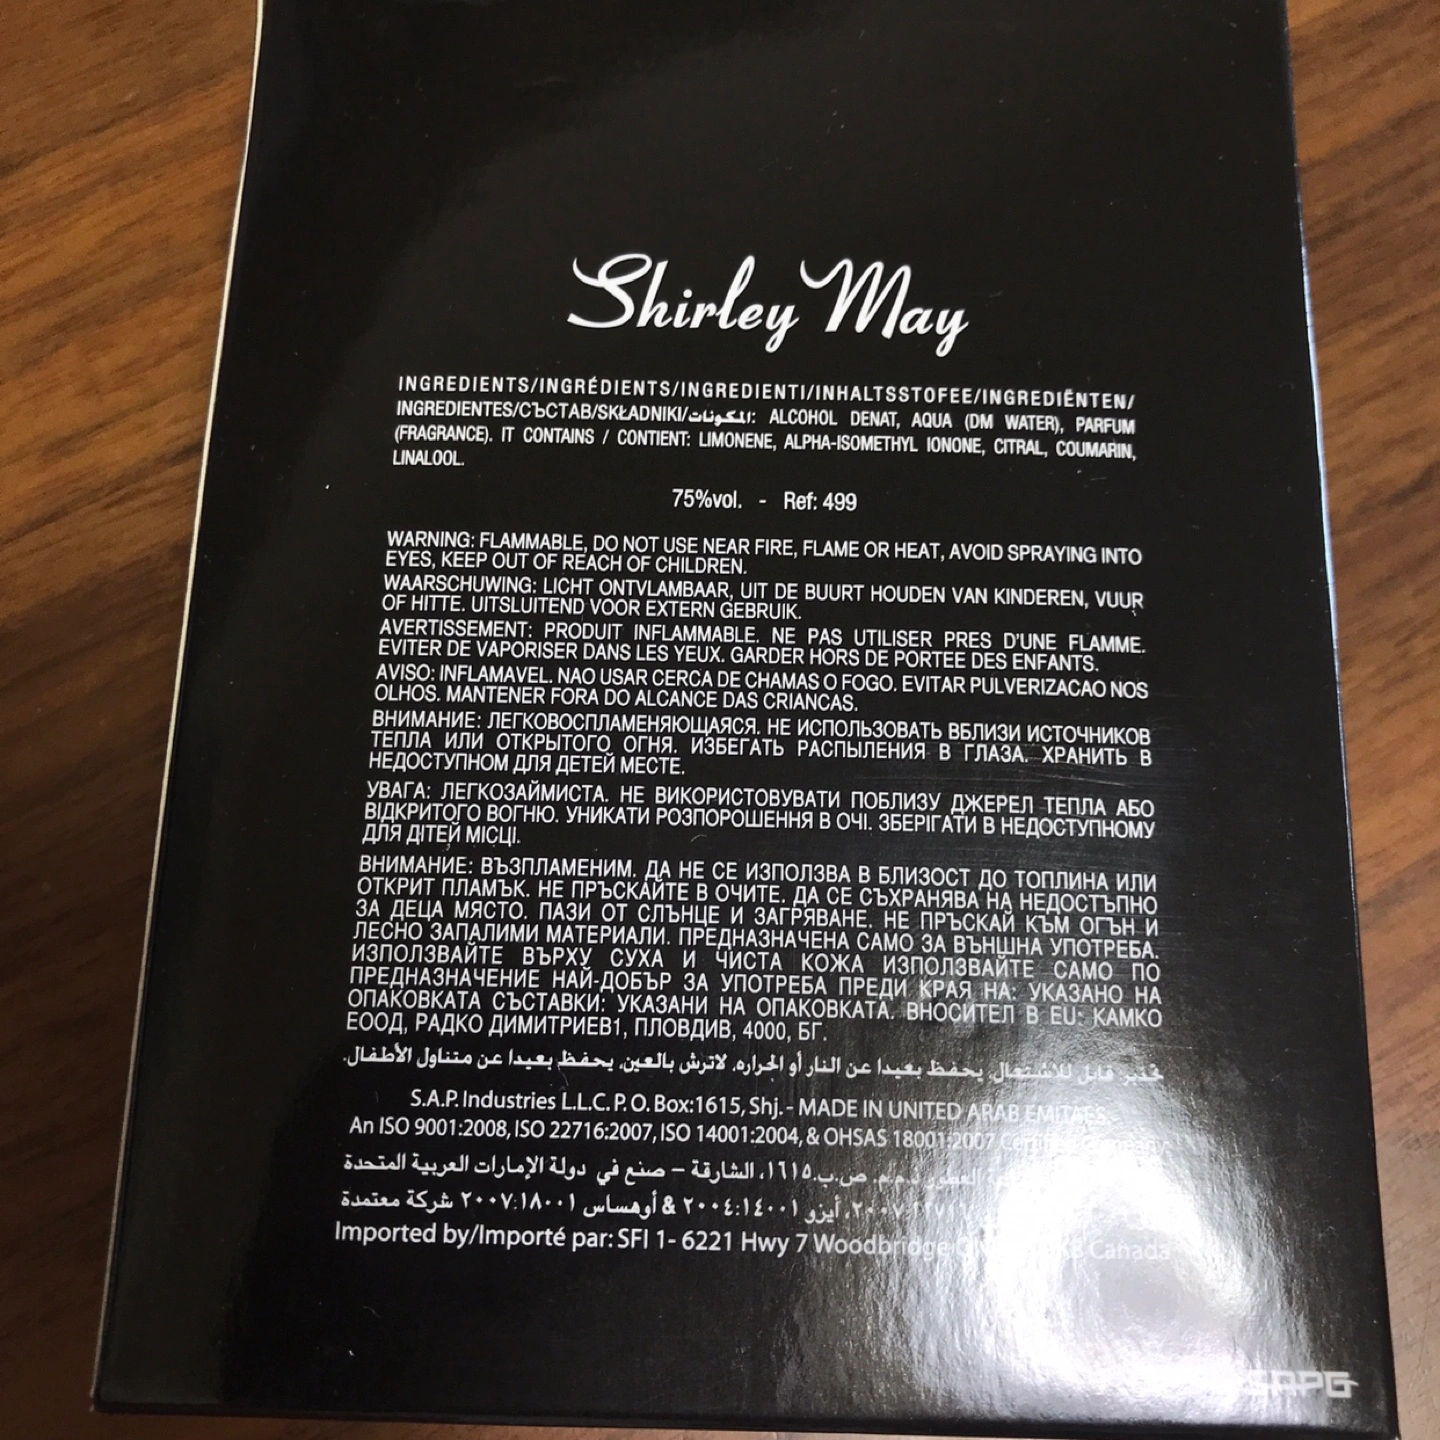 Shirley May
INGREDIENTS/INGRÉDIENTS/INGREDIENTI/INHALTSSTOFEE/INGREDIËNTEN/
INGREDIENTES/СЪСТАВ/SKŁADNIKI/المكونات: ALCOHOL DENAT, AQUA (DM WATER), PARFUM
(FRAGRANCE). IT CONTAINS / CONTIENT: LIMONENE, ALPHA-ISOMETHYL IONONE, CITRAL, COUMARIN,
LINALOOL.
75%vol. - Ref: 499
WARNING: FLAMMABLE, DO NOT USE NEAR FIRE, FLAME OR HEAT, AVOID SPRAYING INTO
EYES, KEEP OUT OF REACH OF CHILDREN.
WAARSCHUWING: LICHT ONTVLAMBAAR, UIT DE BUURT HOUDEN VAN KINDEREN, VUUR
OF HITTE. UITSLUITEND VOOR EXTERN GEBRUIK.
AVERTISSEMENT: PRODUIT INFLAMMABLE. NE PAS UTILISER PRES D'UNE FLAMME.
EVITER DE VAPORISER DANS LES YEUX. GARDER HORS DE PORTEE DES ENFANTS.
AVISO: INFLAMAVEL. NAO USAR CERCA DE CHAMAS O FOGO. EVITAR PULVERIZACAO NOS
OLHOS. MANTENER FORA DO ALCANCE DAS CRIANCAS.
ВНИМАНИЕ: ЛЕГКОВОСПЛАМЕНЯЮЩАЯСЯ. НЕ ИСПОЛЬЗОВАТЬ ВБЛИЗИ ИСТОЧНИКОВ
ТЕПЛА ИЛИ ОТКРЫТОГО ОГНЯ. ИЗБЕГАТЬ РАСПЫЛЕНИЯ В ГЛАЗА. ХРАНИТЬ В
НЕДОСТУПНОМ ДЛЯ ДЕТЕЙ МЕСТЕ.
УВАГА: ЛЕГКОЗАЙМИСТА. НЕ ВИКОРИСТОВУВАТИ ПОБЛИЗУ ДЖЕРЕЛ ТЕПЛА АБО
ВІДКРИТОГО ВОГНЮ. УНИКАТИ РОЗПОРОШЕННЯ В ОЧІ. ЗБЕРІГАТИ В НЕДОСТУПНОМУ
ДЛЯ ДІТЕЙ МІСЦІ.
ВНИМАНИЕ: ВЪЗПЛАМЕНИМ. ДА НЕ СЕ ИЗПОЛЗВА В БЛИЗОСТ ДО ТОПЛИНА ИЛИ
ОТКРИТ ПЛАМЪК. НЕ ПРЪСКАЙТЕ В ОЧИТЕ. ДА СЕ СЪХРАНЯВА НА НЕДОСТЪПНО
ЗА ДЕЦА МЯСТО. ПАЗИ ОТ СЛЪНЦЕ И ЗАГРЯВАНЕ. НЕ ПРЪСКАЙ КЪМ ОГЪН И
ЛЕСНО ЗАПАЛИМИ МАТЕРИАЛИ. ПРЕДНАЗНАЧЕНА САМО ЗА ВЪНШНА УПОТРЕБА.
ИЗПОЛЗВАЙТЕ ВЪРХУ СУХА И ЧИСТА КОЖА ИЗПОЛЗВАЙТЕ САМО ПО
ПРЕДНАЗНАЧЕНИЕ НАЙ-ДОБЪР ЗА УПОТРЕБА ПРЕДИ КРАЯ НА: УКАЗАНО НА
ОПАКОВКАТА СЪСТАВКИ: УКАЗАНИ НА ОПАКОВКАТА. ВНОСИТЕЛ В EU: КАМКО
ЕООД, РАДКО ДИМИТРИЕВ1, ПЛОВДИВ, 4000, БГ.
تحذير قابل للاشتعال. يحفظ بعيدا عن النار أو الحراره. لاترش بالعين. يحفظ بعيدا عن متناول الأطفال.
S.A.P. Industries L.L.C. P. O. Box:1615, Shj. - MADE IN UNITED ARAB EMITAES.
An ISO 9001:2008, ISO 22716:2007, ISO 14001:2004, & OHSAS 18001:2007 Certified Company
العطور ذ.م.م. ص.ب.١٦١٥، الشارقة – صنع في دولة الإمارات العربية المتحدة
أيزو ٢٠٠٤:١٤٠٠١ & أوهساس ٢٠٠٧:١٨٠٠١ شركة معتمدة
Imported by/Importé par: SFI 1- 6221 Hwy 7 Woodbridge Canada
SAPG